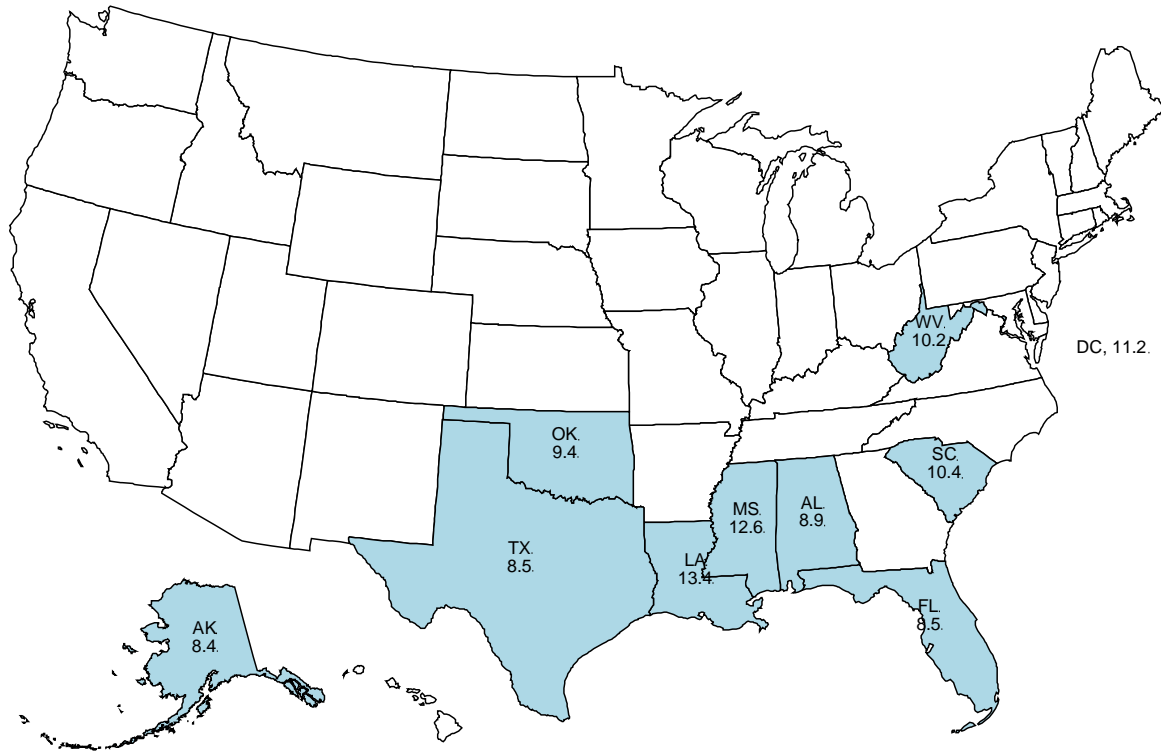 WV.
10.2
DC, 11.2.
OK.
9.4.
SC.
10.4.
MS.
12.6.
AL.
8.9.
TX.
8.5.
LA
13.4.
FL.
8.5.
AK.
8.4.